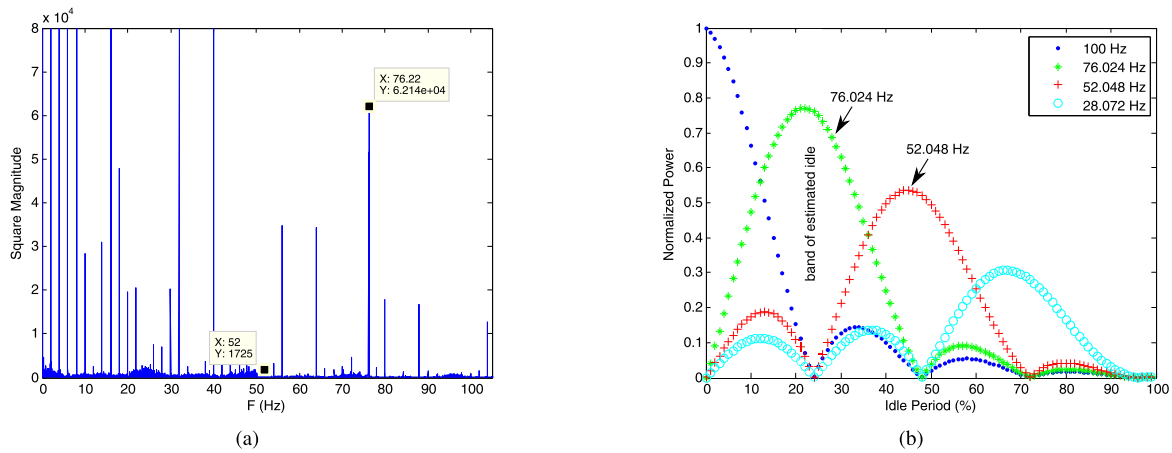 x 10^4
8
7
6
5
4
3
2
1
0
Square Magnitude
X: 76.22
Y: 6.214e+04
X: 52
Y: 1725
0 10 20 30 40 50 60 70 80 90 100
F (Hz)
(a)
1
0.9
0.8
0.7
0.6
0.5
0.4
0.3
0.2
0.1
0
Normalized Power
100 Hz
76.024 Hz
52.048 Hz
28.072 Hz
76.024 Hz
52.048 Hz
band of estimated idle
0 10 20 30 40 50 60 70 80 90 100
Idle Period (%)
(b)